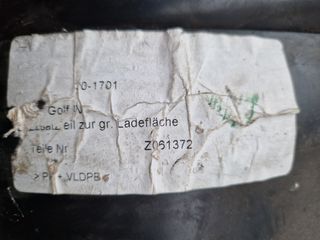 0-1701
Golf IV
eil zur gr. Ladefläche
Teile Nr Z061372
> P + VLDPB